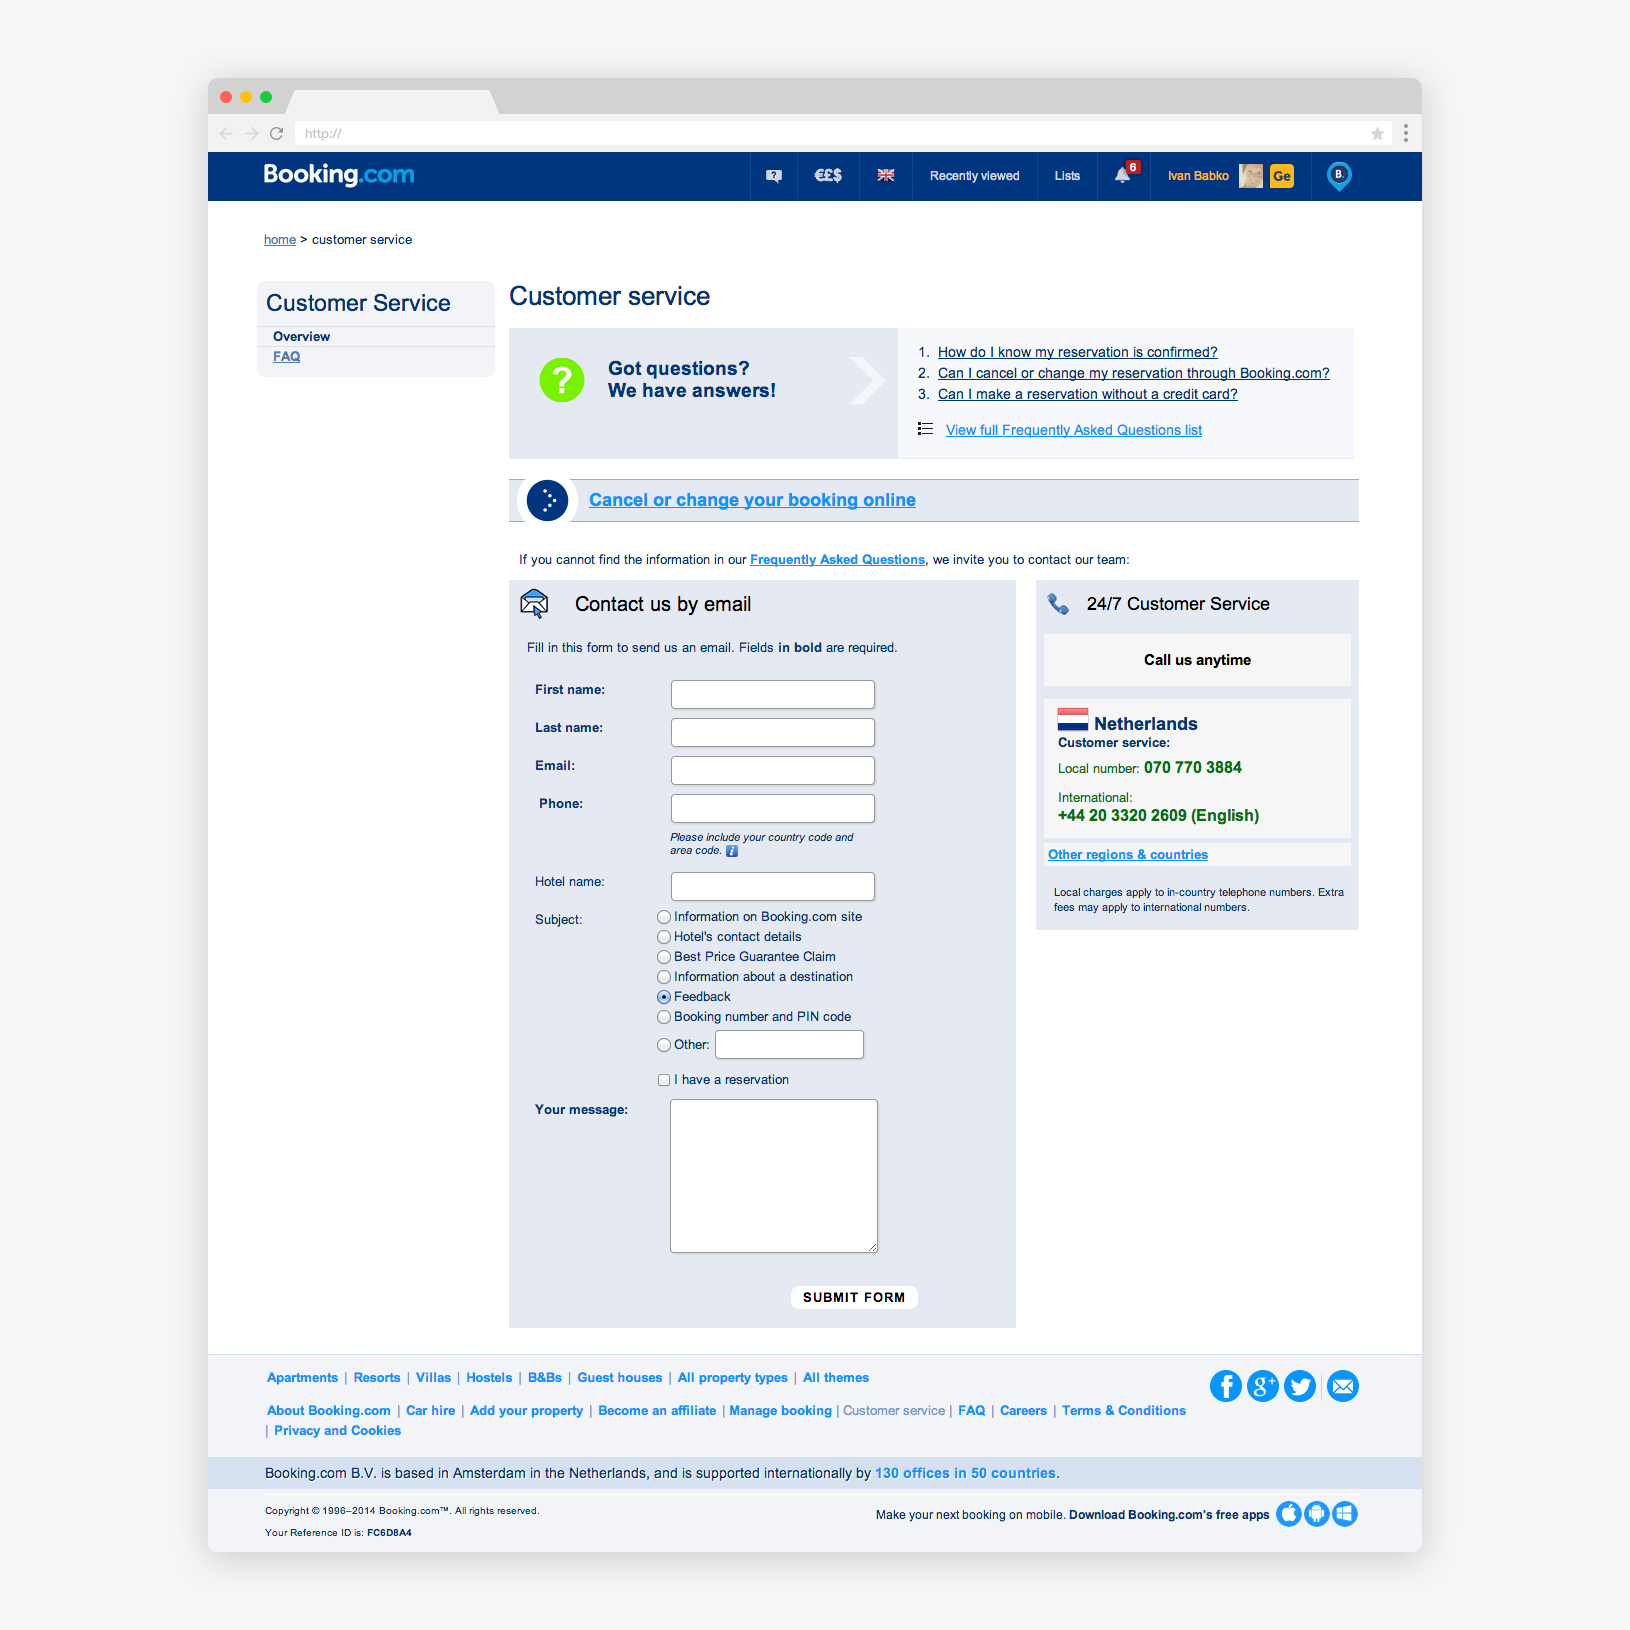 http://
Booking.com
?
€£$
Recently viewed
Lists
6
Ivan Babko
Ge
B.
home > customer service
Customer Service
Overview
FAQ
Customer service
?
Got questions?
We have answers!
1. How do I know my reservation is confirmed?
2. Can I cancel or change my reservation through Booking.com?
3. Can I make a reservation without a credit card?
View full Frequently Asked Questions list
Cancel or change your booking online
If you cannot find the information in our Frequently Asked Questions, we invite you to contact our team:
Contact us by email
Fill in this form to send us an email. Fields in bold are required.
First name:
Last name:
Email:
Phone:
Please include your country code and
area code. i
Hotel name:
Subject:
Information on Booking.com site
Hotel's contact details
Best Price Guarantee Claim
Information about a destination
Feedback
Booking number and PIN code
Other:
I have a reservation
Your message:
SUBMIT FORM
24/7 Customer Service
Call us anytime
Netherlands
Customer service:
Local number: 070 770 3884
International:
+44 20 3320 2609 (English)
Other regions & countries
Local charges apply to in-country telephone numbers. Extra
fees may apply to international numbers.
Apartments | Resorts | Villas | Hostels | B&Bs | Guest houses | All property types | All themes
About Booking.com | Car hire | Add your property | Become an affiliate | Manage booking | Customer service | FAQ | Careers | Terms & Conditions
| Privacy and Cookies
f
g+
Booking.com B.V. is based in Amsterdam in the Netherlands, and is supported internationally by 130 offices in 50 countries.
Copyright © 1996–2014 Booking.com™. All rights reserved.
Your Reference ID is: FC6D8A4
Make your next booking on mobile. Download Booking.com's free apps